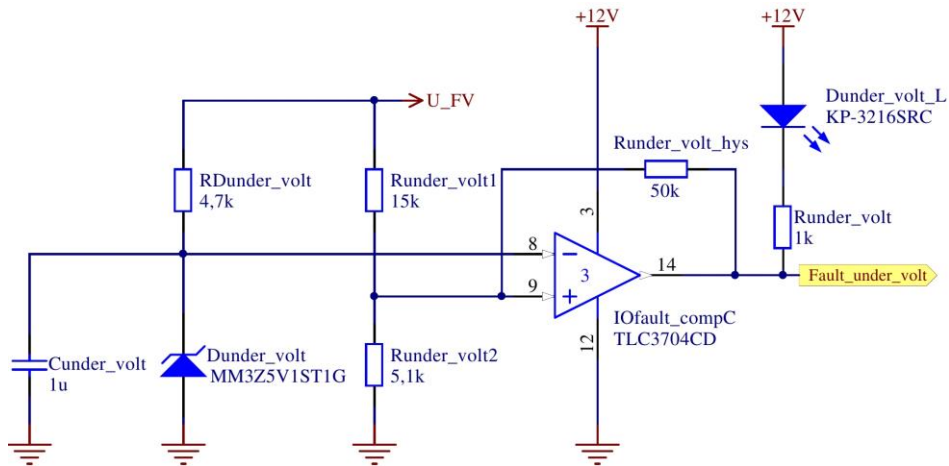 +12V
+12V
U_FV
Dunder_volt_L
KP-3216SRC
Runder_volt_hys
50k
RDunder_volt
4,7k
Runder_volt1
15k
Runder_volt
1k
3
8
9
3
14
12
Fault_under_volt
IOfault_compC
TLC3704CD
Cunder_volt
1u
Dunder_volt
MM3Z5V1ST1G
Runder_volt2
5,1k